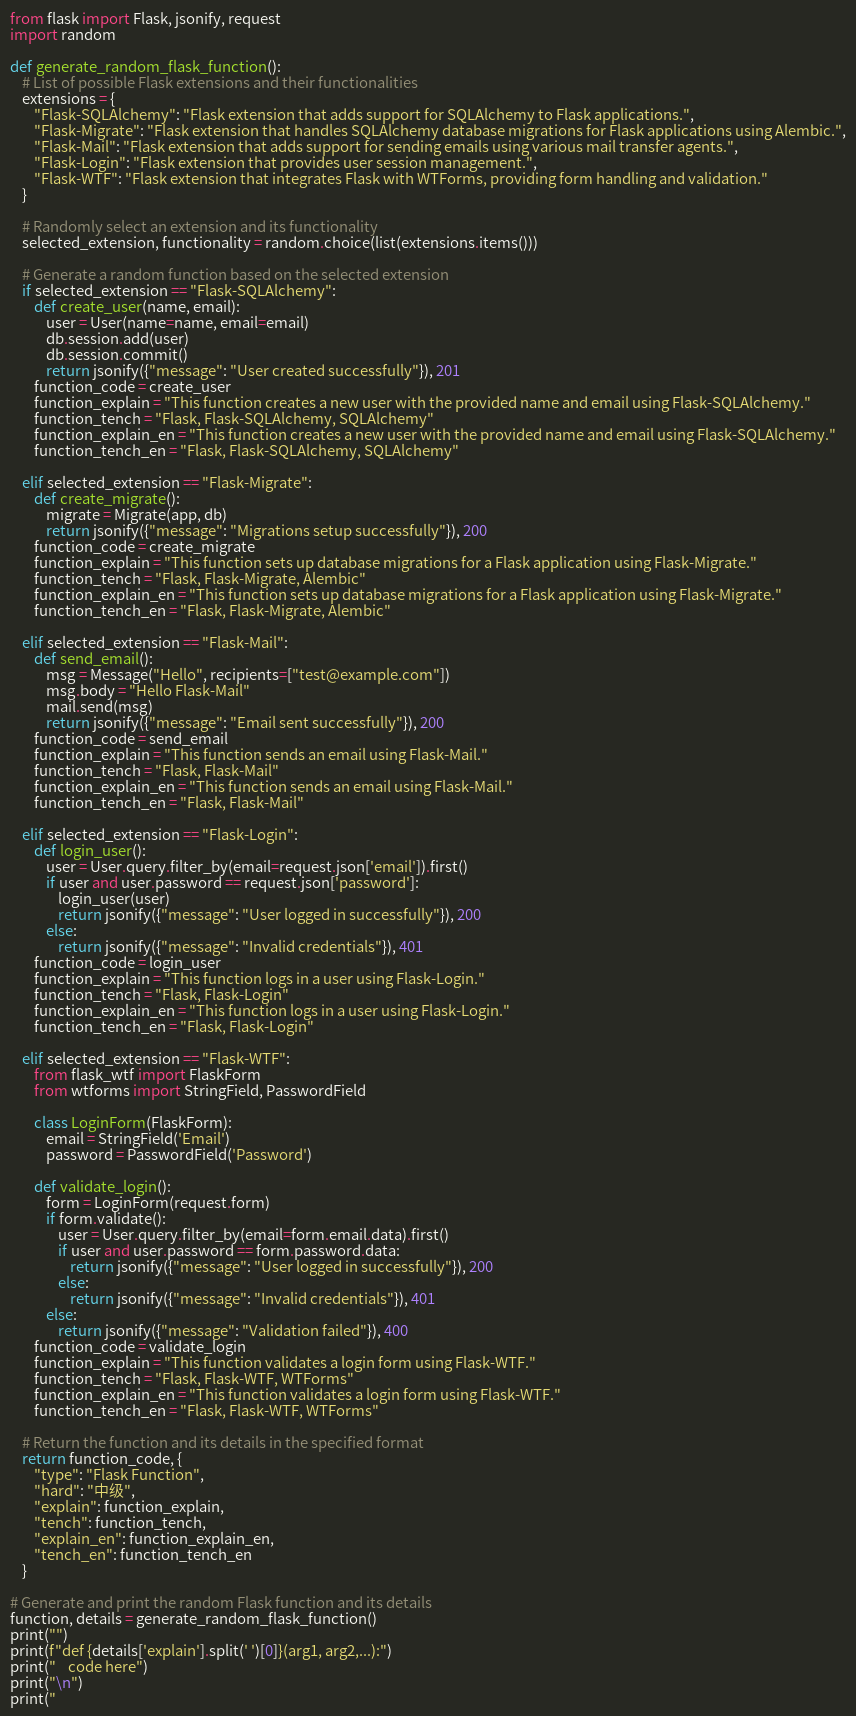 from flask import Flask, jsonify, request
import random

def generate_random_flask_function():
    # List of possible Flask extensions and their functionalities
    extensions = {
        "Flask-SQLAlchemy": "Flask extension that adds support for SQLAlchemy to Flask applications.",
        "Flask-Migrate": "Flask extension that handles SQLAlchemy database migrations for Flask applications using Alembic.",
        "Flask-Mail": "Flask extension that adds support for sending emails using various mail transfer agents.",
        "Flask-Login": "Flask extension that provides user session management.",
        "Flask-WTF": "Flask extension that integrates Flask with WTForms, providing form handling and validation."
    }

    # Randomly select an extension and its functionality
    selected_extension, functionality = random.choice(list(extensions.items()))

    # Generate a random function based on the selected extension
    if selected_extension == "Flask-SQLAlchemy":
        def create_user(name, email):
            user = User(name=name, email=email)
            db.session.add(user)
            db.session.commit()
            return jsonify({"message": "User created successfully"}), 201
        function_code = create_user
        function_explain = "This function creates a new user with the provided name and email using Flask-SQLAlchemy."
        function_tench = "Flask, Flask-SQLAlchemy, SQLAlchemy"
        function_explain_en = "This function creates a new user with the provided name and email using Flask-SQLAlchemy."
        function_tench_en = "Flask, Flask-SQLAlchemy, SQLAlchemy"

    elif selected_extension == "Flask-Migrate":
        def create_migrate():
            migrate = Migrate(app, db)
            return jsonify({"message": "Migrations setup successfully"}), 200
        function_code = create_migrate
        function_explain = "This function sets up database migrations for a Flask application using Flask-Migrate."
        function_tench = "Flask, Flask-Migrate, Alembic"
        function_explain_en = "This function sets up database migrations for a Flask application using Flask-Migrate."
        function_tench_en = "Flask, Flask-Migrate, Alembic"

    elif selected_extension == "Flask-Mail":
        def send_email():
            msg = Message("Hello", recipients=["test@example.com"])
            msg.body = "Hello Flask-Mail"
            mail.send(msg)
            return jsonify({"message": "Email sent successfully"}), 200
        function_code = send_email
        function_explain = "This function sends an email using Flask-Mail."
        function_tench = "Flask, Flask-Mail"
        function_explain_en = "This function sends an email using Flask-Mail."
        function_tench_en = "Flask, Flask-Mail"

    elif selected_extension == "Flask-Login":
        def login_user():
            user = User.query.filter_by(email=request.json['email']).first()
            if user and user.password == request.json['password']:
                login_user(user)
                return jsonify({"message": "User logged in successfully"}), 200
            else:
                return jsonify({"message": "Invalid credentials"}), 401
        function_code = login_user
        function_explain = "This function logs in a user using Flask-Login."
        function_tench = "Flask, Flask-Login"
        function_explain_en = "This function logs in a user using Flask-Login."
        function_tench_en = "Flask, Flask-Login"

    elif selected_extension == "Flask-WTF":
        from flask_wtf import FlaskForm
        from wtforms import StringField, PasswordField

        class LoginForm(FlaskForm):
            email = StringField('Email')
            password = PasswordField('Password')

        def validate_login():
            form = LoginForm(request.form)
            if form.validate():
                user = User.query.filter_by(email=form.email.data).first()
                if user and user.password == form.password.data:
                    return jsonify({"message": "User logged in successfully"}), 200
                else:
                    return jsonify({"message": "Invalid credentials"}), 401
            else:
                return jsonify({"message": "Validation failed"}), 400
        function_code = validate_login
        function_explain = "This function validates a login form using Flask-WTF."
        function_tench = "Flask, Flask-WTF, WTForms"
        function_explain_en = "This function validates a login form using Flask-WTF."
        function_tench_en = "Flask, Flask-WTF, WTForms"

    # Return the function and its details in the specified format
    return function_code, {
        "type": "Flask Function",
        "hard": "中级",
        "explain": function_explain,
        "tench": function_tench,
        "explain_en": function_explain_en,
        "tench_en": function_tench_en
    }

# Generate and print the random Flask function and its details
function, details = generate_random_flask_function()
print("")
print(f"def {details['explain'].split(' ')[0]}(arg1, arg2,...):")
print("    code here")
print("\n")
print("